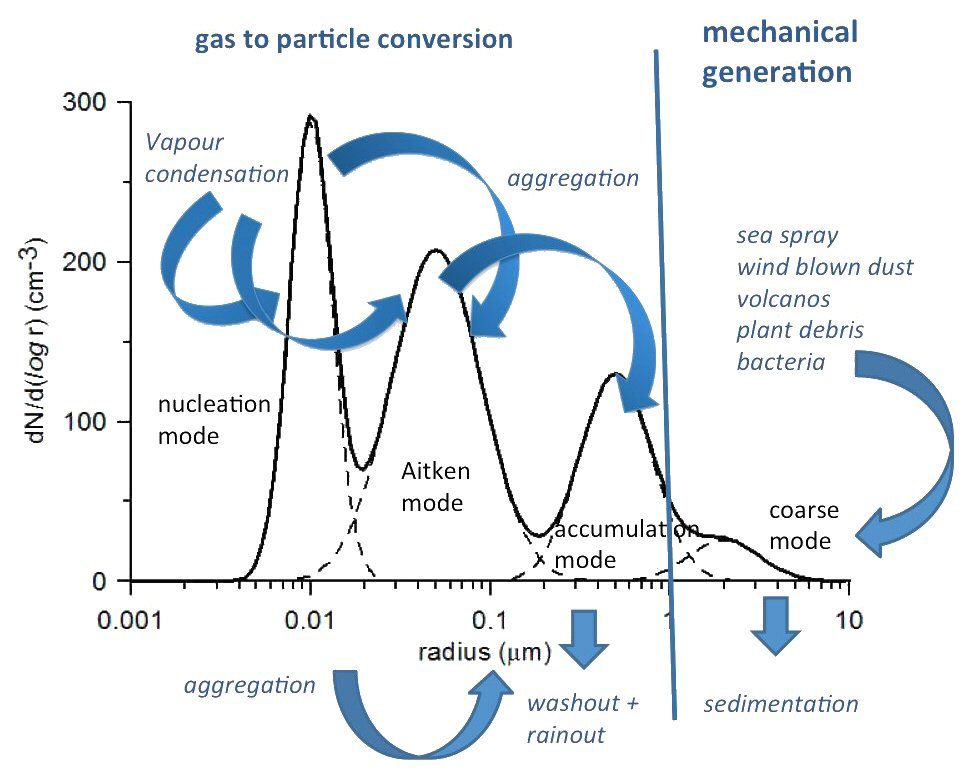 gas to particle conversion
mechanical
generation
300
200
100
0
dN/d(log r) (cm-3)
Vapour
condensation
aggregation
sea spray
wind blown dust
volcanos
plant debris
bacteria
nucleation
mode
Aitken
mode
accumulation
mode
coarse
mode
0.001
0.01
0.1
1
10
radius (μm)
aggregation
washout +
rainout
sedimentation